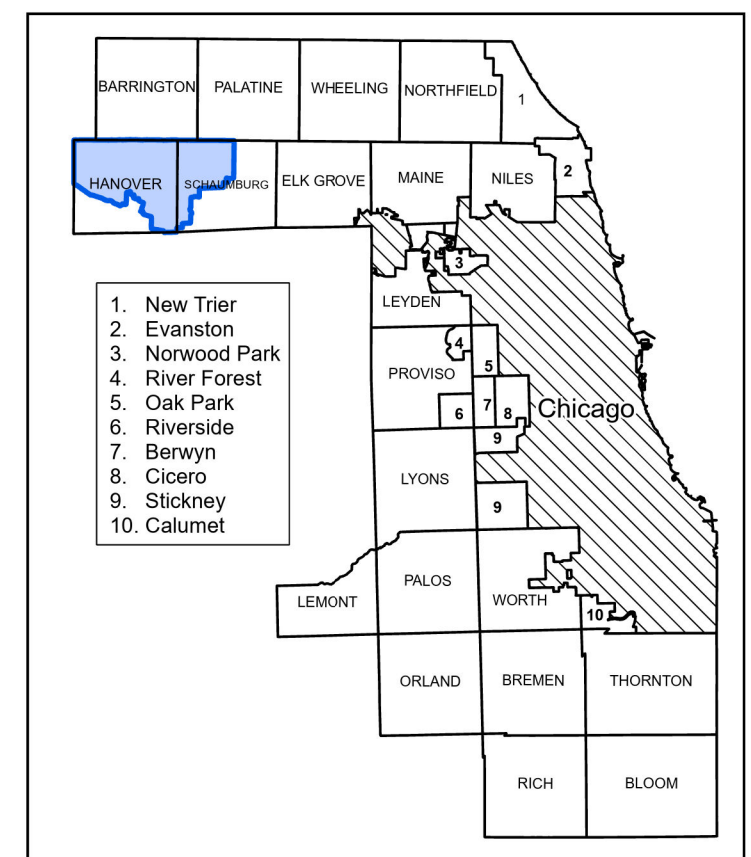 BARRINGTON PALATINE WHEELING NORTHFIELD 1
HANOVER SCHAUMBURG ELK GROVE MAINE NILES 2
3
LEYDEN
4
PROVISO 5
6 7 8 Chicago
9
LYONS
9
1. New Trier
2. Evanston
3. Norwood Park
4. River Forest
5. Oak Park
6. Riverside
7. Berwyn
8. Cicero
9. Stickney
10. Calumet
PALOS
LEMONT WORTH
10
ORLAND BREMEN THORNTON
RICH BLOOM